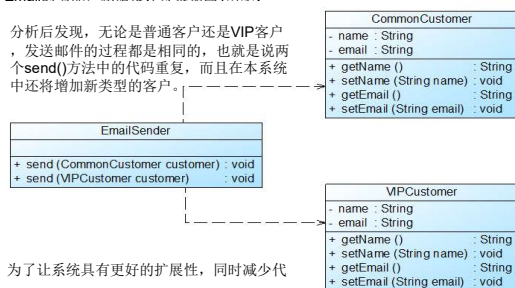 分析后发现，无论是普通客户还是VIP客户
，发送邮件的过程都是相同的，也就是说两
个send()方法中的代码重复，而且在本系统
中还将增加新类型的客户。
CommonCustomer
- name : String
- email : String
+ getName () : String
+ setName (String name) : void
+ getEmail () : String
+ setEmail (String email) : void
EmailSender
+ send (CommonCustomer customer) : void
+ send (VIPCustomer customer) : void
VIPCustomer
- name : String
- email : String
+ getName () : String
+ setName (String name) : void
+ getEmail () : String
+ setEmail (String email) : void
为了让系统具有更好的扩展性，同时减少代